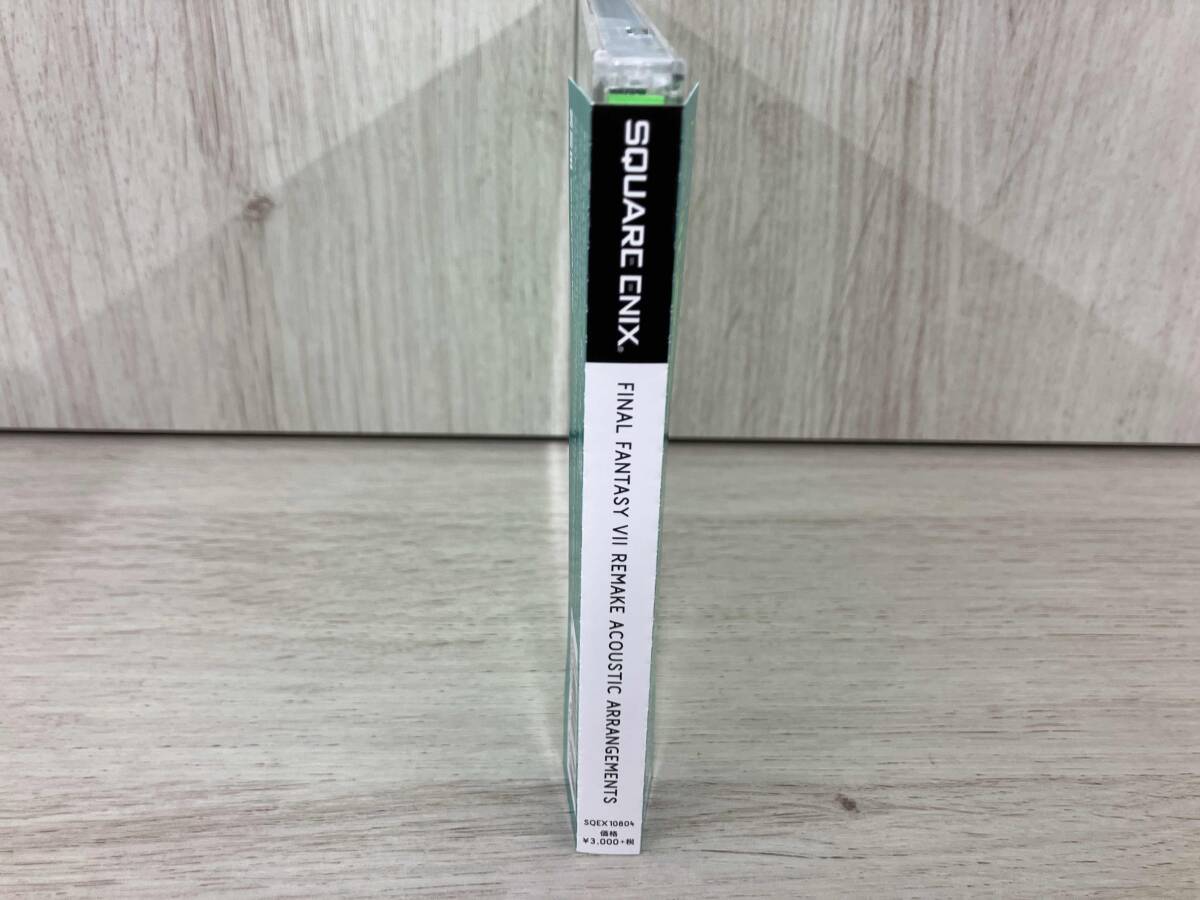 SQUARE ENIX®
FINAL FANTASY VII REMAKE ACOUSTIC ARRANGEMENTS
SQEX10804
価格
¥3,000+税